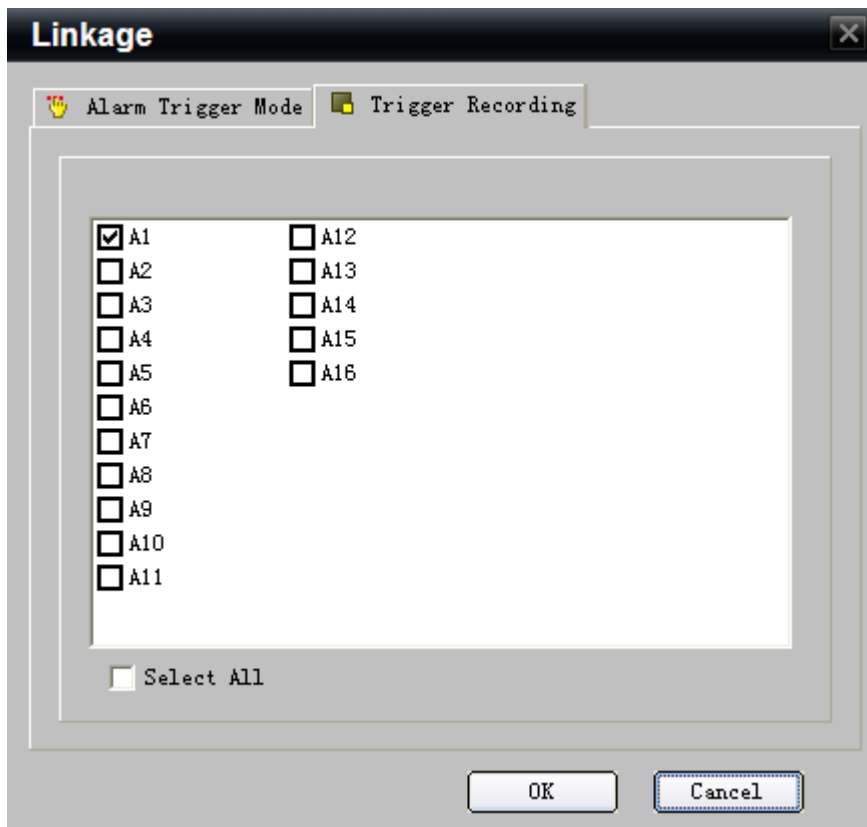 Linkage
Alarm Trigger Mode Trigger Recording
A1 A12
A2 A13
A3 A14
A4 A15
A5 A16
A6
A7
A8
A9
A10
A11
Select All
OK Cancel